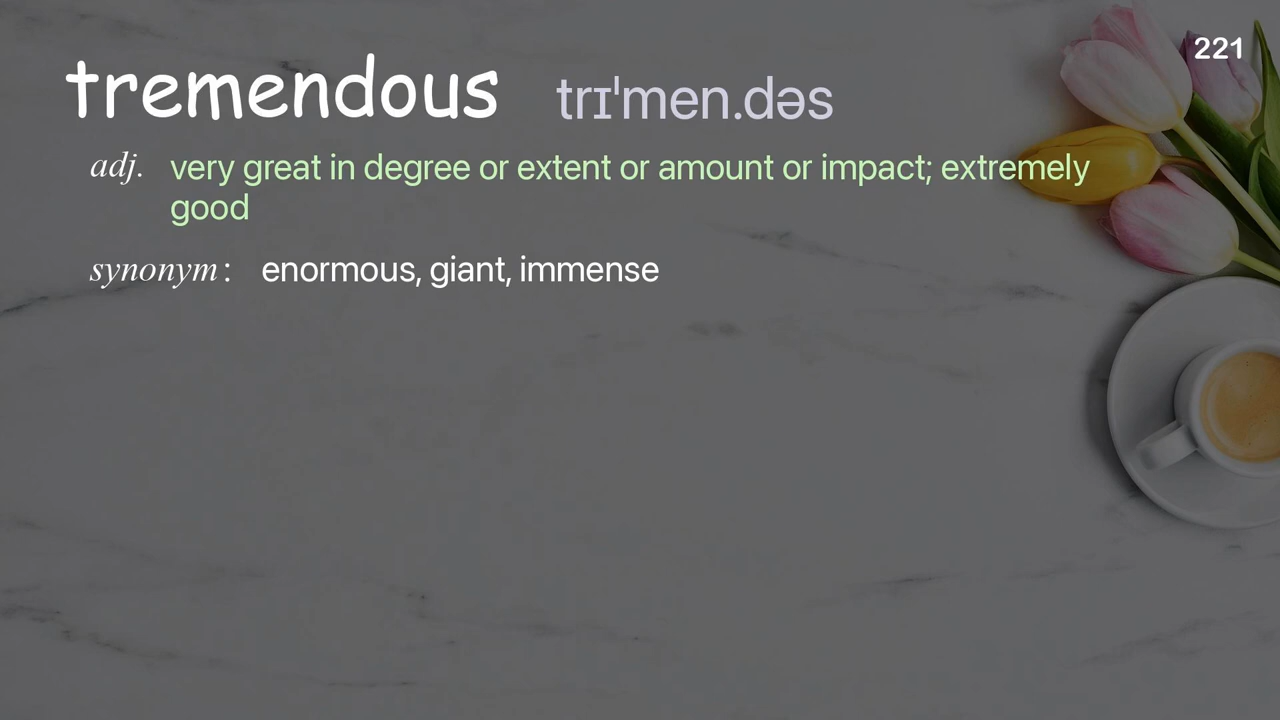 221
tremendous trɪˈmen.dəs
adj. very great in degree or extent or amount or impact; extremely
good
synonym: enormous, giant, immense